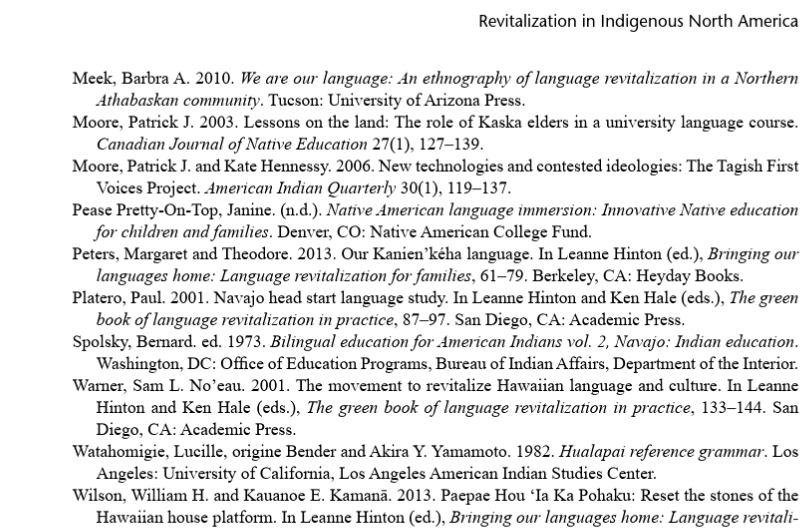 Revitalization in Indigenous North America
Meek, Barbra A. 2010. We are our language: An ethnography of language revitalization in a Northern
Athabaskan community. Tucson: University of Arizona Press.
Moore, Patrick J. 2003. Lessons on the land: The role of Kaska elders in a university language course.
Canadian Journal of Native Education 27(1), 127–139.
Moore, Patrick J. and Kate Hennessy. 2006. New technologies and contested ideologies: The Tagish First
Voices Project. American Indian Quarterly 30(1), 119–137.
Pease Pretty-On-Top, Janine. (n.d.). Native American language immersion: Innovative Native education
for children and families. Denver, CO: Native American College Fund.
Peters, Margaret and Theodore. 2013. Our Kanien’kéha language. In Leanne Hinton (ed.), Bringing our
languages home: Language revitalization for families, 61–79. Berkeley, CA: Heyday Books.
Platero, Paul. 2001. Navajo head start language study. In Leanne Hinton and Ken Hale (eds.), The green
book of language revitalization in practice, 87–97. San Diego, CA: Academic Press.
Spolsky, Bernard. ed. 1973. Bilingual education for American Indians vol. 2, Navajo: Indian education.
Washington, DC: Office of Education Programs, Bureau of Indian Affairs, Department of the Interior.
Warner, Sam L. No’eau. 2001. The movement to revitalize Hawaiian language and culture. In Leanne
Hinton and Ken Hale (eds.), The green book of language revitalization in practice, 133–144. San
Diego, CA: Academic Press.
Watahomigie, Lucille, origine Bender and Akira Y. Yamamoto. 1982. Hualapai reference grammar. Los
Angeles: University of California, Los Angeles American Indian Studies Center.
Wilson, William H. and Kauanoe E. Kamanā. 2013. Paepae Hou ‘Ia Ka Pohaku: Reset the stones of the
Hawaiian house platform. In Leanne Hinton (ed.), Bringing our languages home: Language revitali-